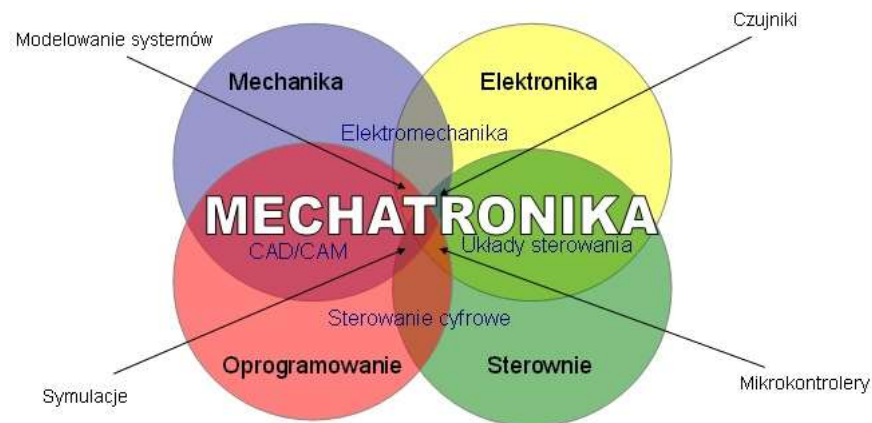 Czujniki
Modelowanie systemów
Mechanika
Elektronika
Elektromechanika
MECHATRONIKA
CAD/CAM
Układy sterowania
Sterowanie cyfrowe
Oprogramowanie
Sterownie
Symulacje
Mikrokontrolery